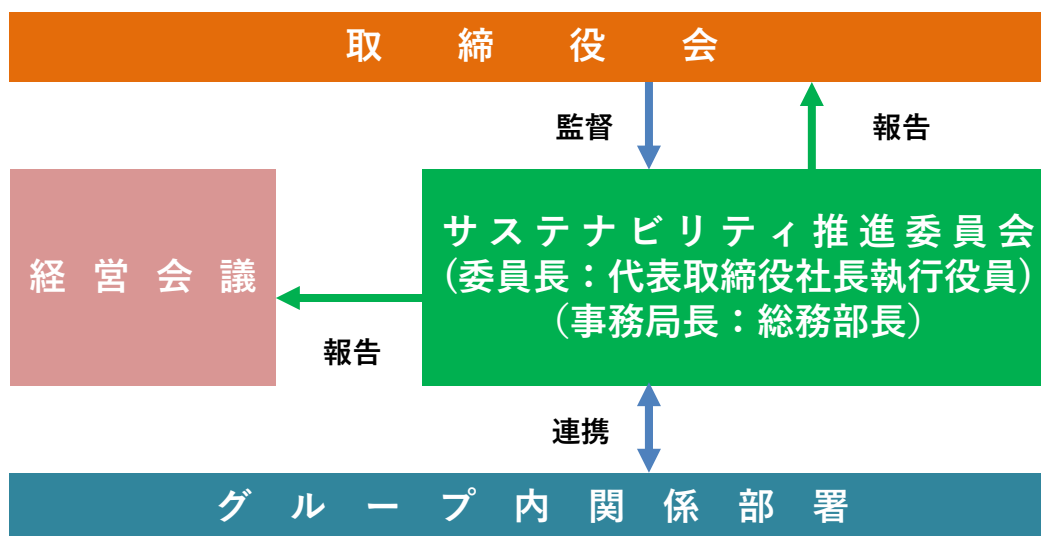 取締役会
監督
報告
サステナビリティ推進委員会
(委員長：代表取締役社長執行役員)
(事務局長：総務部長)
経営会議
報告
連携
グループ内関係部署